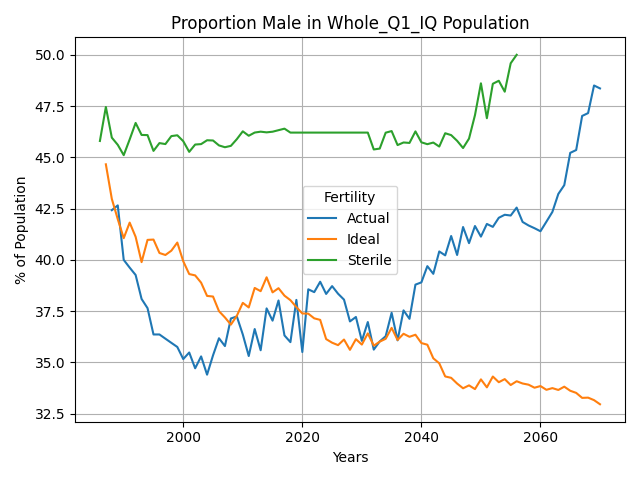 Proportion Male in Whole_Q1_IQ Population
50.0
47.5
45.0
42.5
40.0
37.5
35.0
32.5
% of Population
Fertility
Actual
Ideal
Sterile
2000 2020 2040 2060
Years